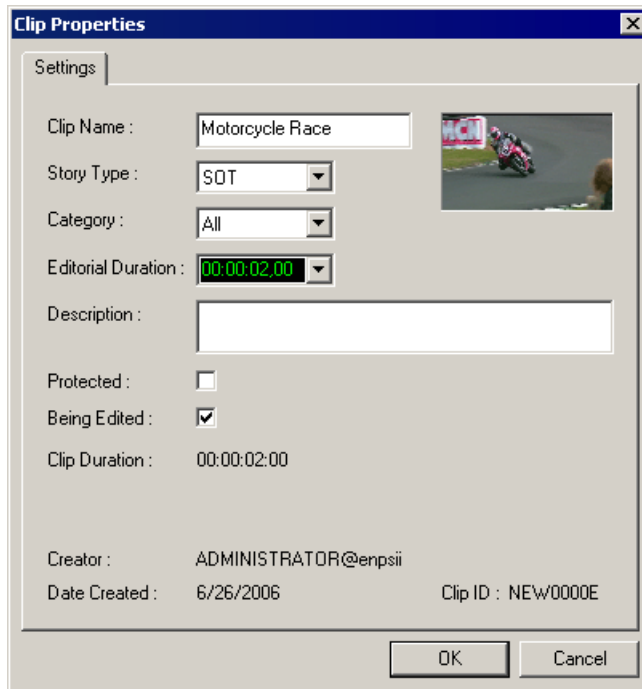 Clip Properties
Settings
Clip Name : Motorcycle Race
MCN
Story Type : SOT
Category : All
Editorial Duration : 00:00:02,00
Description :
Protected :
Being Edited :
Clip Duration : 00:00:02:00
Creator : ADMINISTRATOR@enpsii
Date Created : 6/26/2006 Clip ID : NEW0000E
OK Cancel